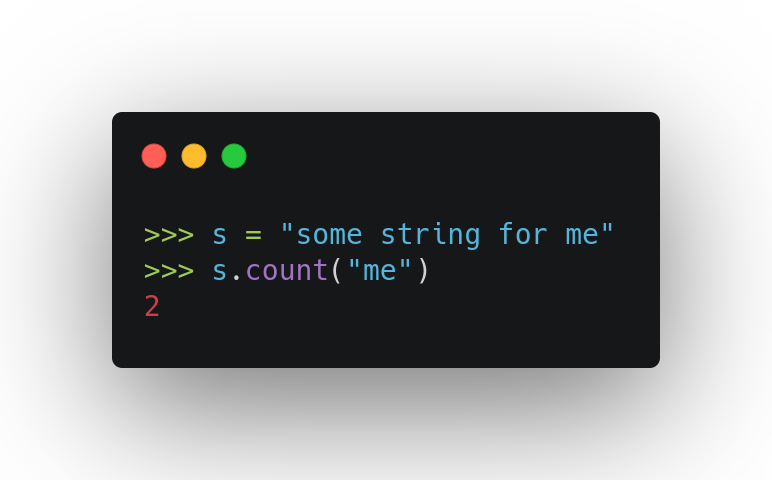 >>> s = "some string for me"
>>> s.count("me")
2